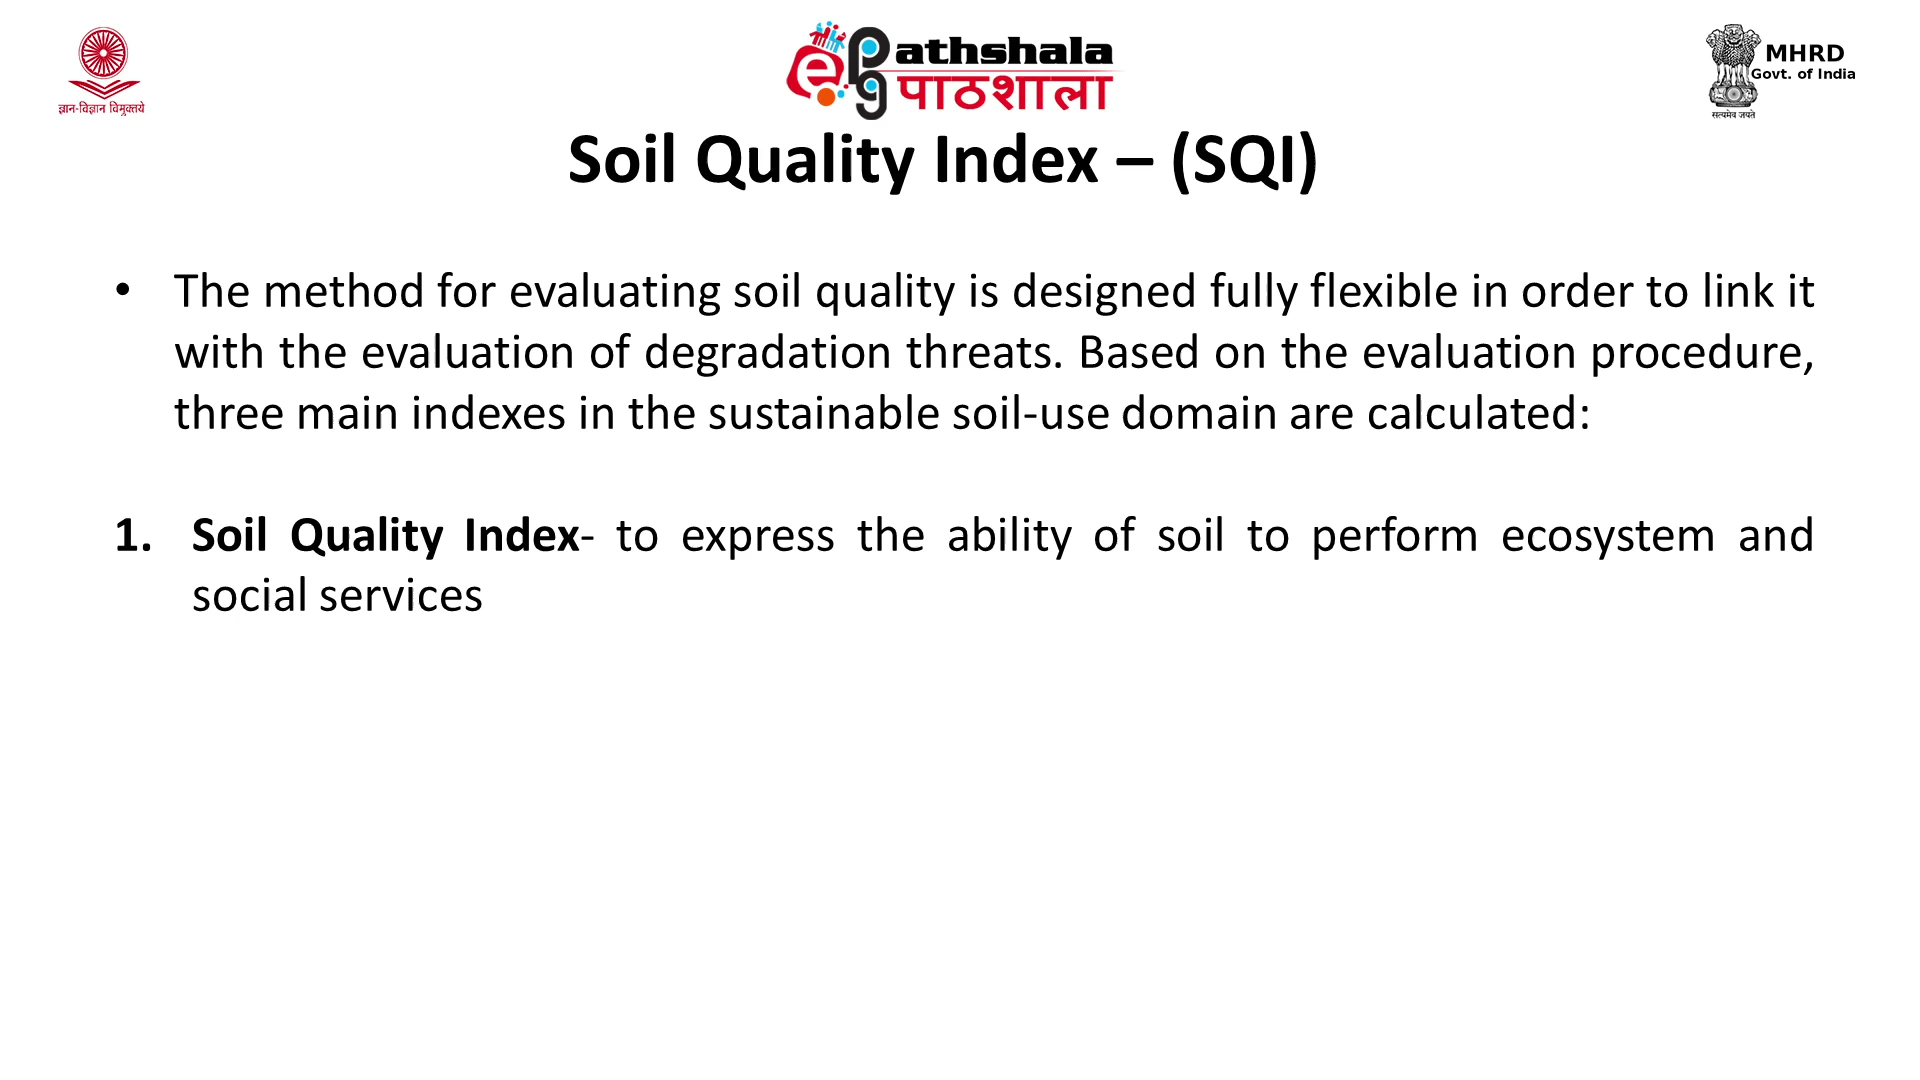 ज्ञान-विज्ञान विमुक्तये
e
Pathshala
पाठशाला
MHRD
Govt. of India
सत्यमेव जयते
Soil Quality Index – (SQI)
• The method for evaluating soil quality is designed fully flexible in order to link it
with the evaluation of degradation threats. Based on the evaluation procedure,
three main indexes in the sustainable soil-use domain are calculated:
1. Soil Quality Index- to express the ability of soil to perform ecosystem and
social services